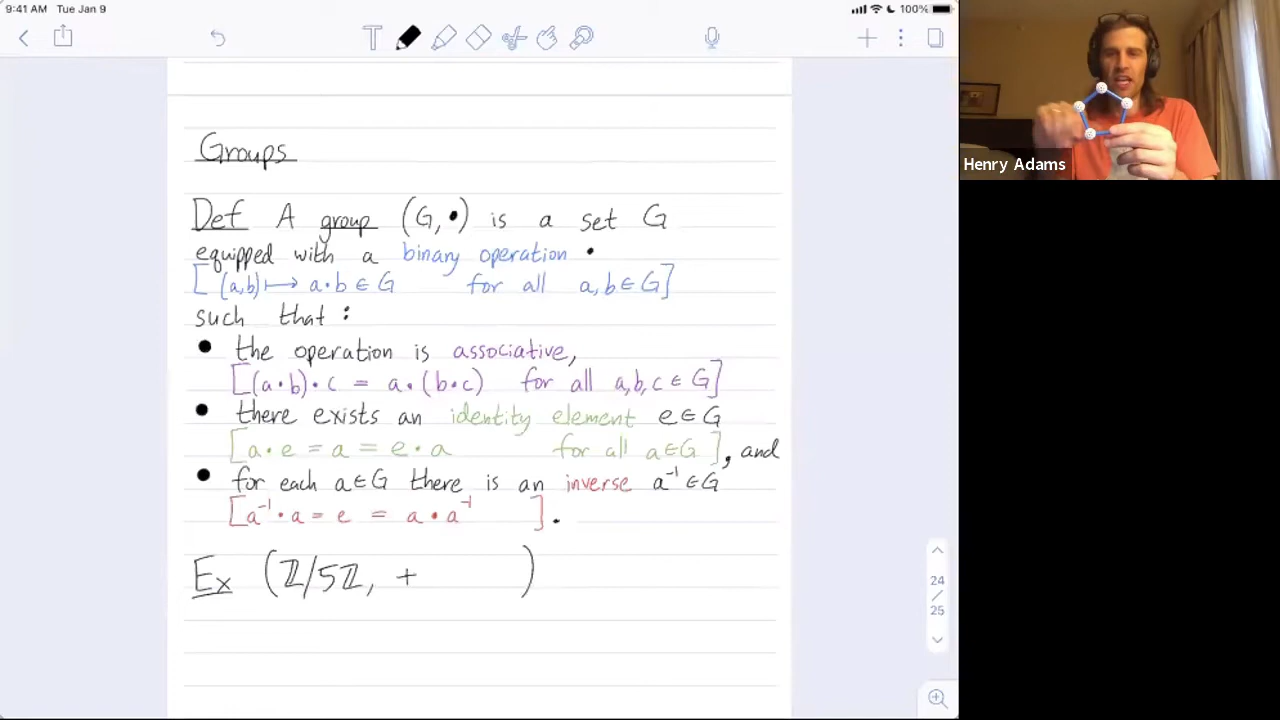 9:41 AM Tue Jan 9
100%
Groups
Def A group (G, •) is a set G
equipped with a binary operation •
[(a,b) ⟼ a•b ∈ G for all a,b ∈ G]
such that :
• the operation is associative,
[(a•b)•c = a•(b•c) for all a,b,c ∈ G]
• there exists an identity element e ∈ G
[a•e = a = e•a for all a∈G], and
• for each a∈G there is an inverse a⁻¹ ∈ G
[a⁻¹•a = e = a•a⁻¹ ].
Ex (ℤ/5ℤ, + )
24
/
25
Henry Adams